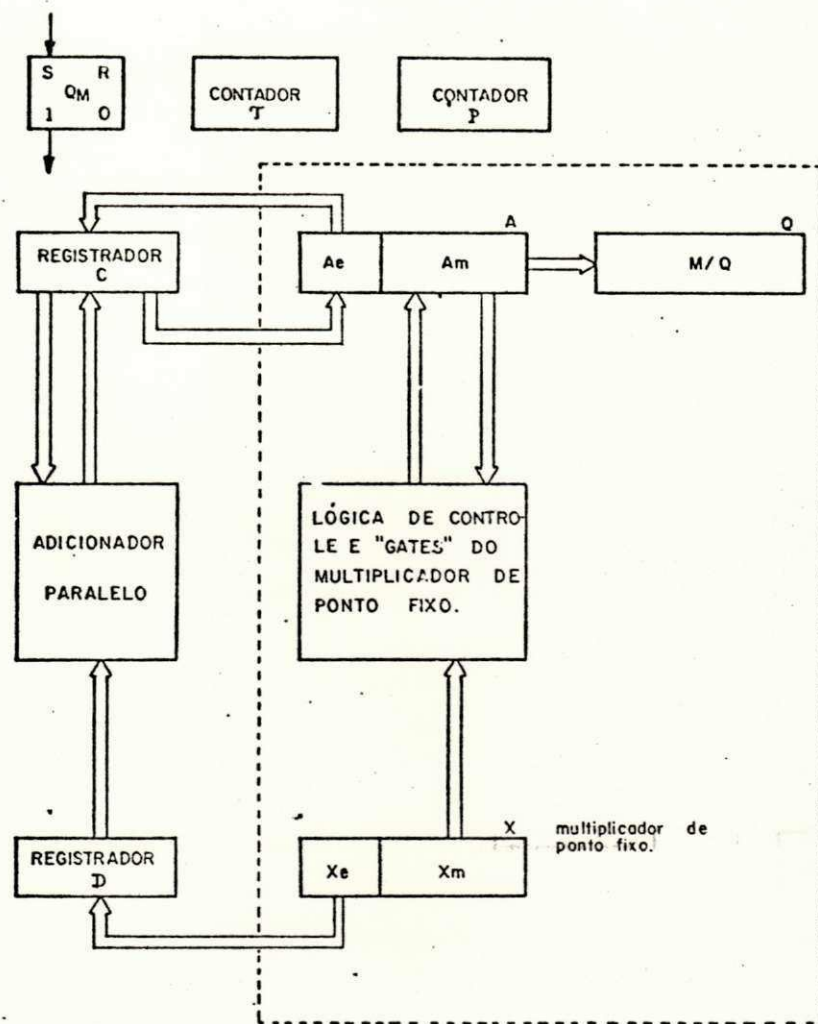 S R
QM
1 0
CONTADOR
T
CONTADOR
P
A
Q
REGISTRADOR
C
Ae
Am
M/Q
ADICIONADOR
PARALELO
LÓGICA DE CONTRO-
LE E "GATES" DO
MULTIPLICADOR DE
PONTO FIXO.
X
multiplicador de
ponto fixo.
REGISTRADOR
D
Xe
Xm